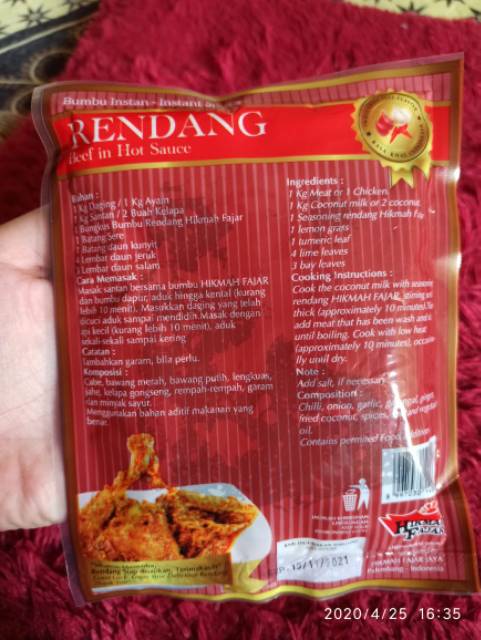 Bumbu Instan - Instant
RENDANG
Beef in Hot Sauce
Bahan :
1 Kg Daging / 1 Kg Ayam
1 Kg Santan / 2 Buah Kelapa
1 Bungkus Bumbu Rendang Hikmah Fajar
1 Batang Sere
1 Batang daun kunyit
4 Lembar daun jeruk
3 Lembar daun salam
Cara Memasak :
Masak santan bersama bumbu HIKMAH FAJAR
dan bumbu dapur, aduk hingga kental (kurang
lebih 10 menit). Masukkan daging yang telah
dicuci aduk sampai mendidih.Masak dengan
api kecil (kurang lebih 10 menit), aduk
sekali-sekali sampai kering
Catatan :
Tambahkan garam, bila perlu.
Komposisi :
Cabe, bawang merah, bawang putih, lengkuas,
jahe, kelapa gongseng, rempah-rempah, garam
dan minyak sayur.
Menggunakan bahan aditif makanan yang
benar.
Ingredients :
1 Kg Meat or 1 Chicken
1 Kg Coconut milk or 2 coconut
1 Seasoning rendang Hikmah
1 lemon grass
1 tumeric leaf
4 lime leaves
3 bay leaves
Cooking Instructions :
Cook the coconut milk with
rendang HIKMAH FAJAR, stirring
thick (approximately 10 minutes).
add meat that has been wash and
until boiling. Cook with low heat
(approximately 10 minutes),
lly until dry.
Note :
Add salt, if necessary
Composition :
Chilli, onion, garlic, galangal, ginger,
fried coconut, spices,
oil.
Contains permitted Food
HIKMAH FAJAR JAYA
Palembang - Indonesia
2020/4/25 16:35